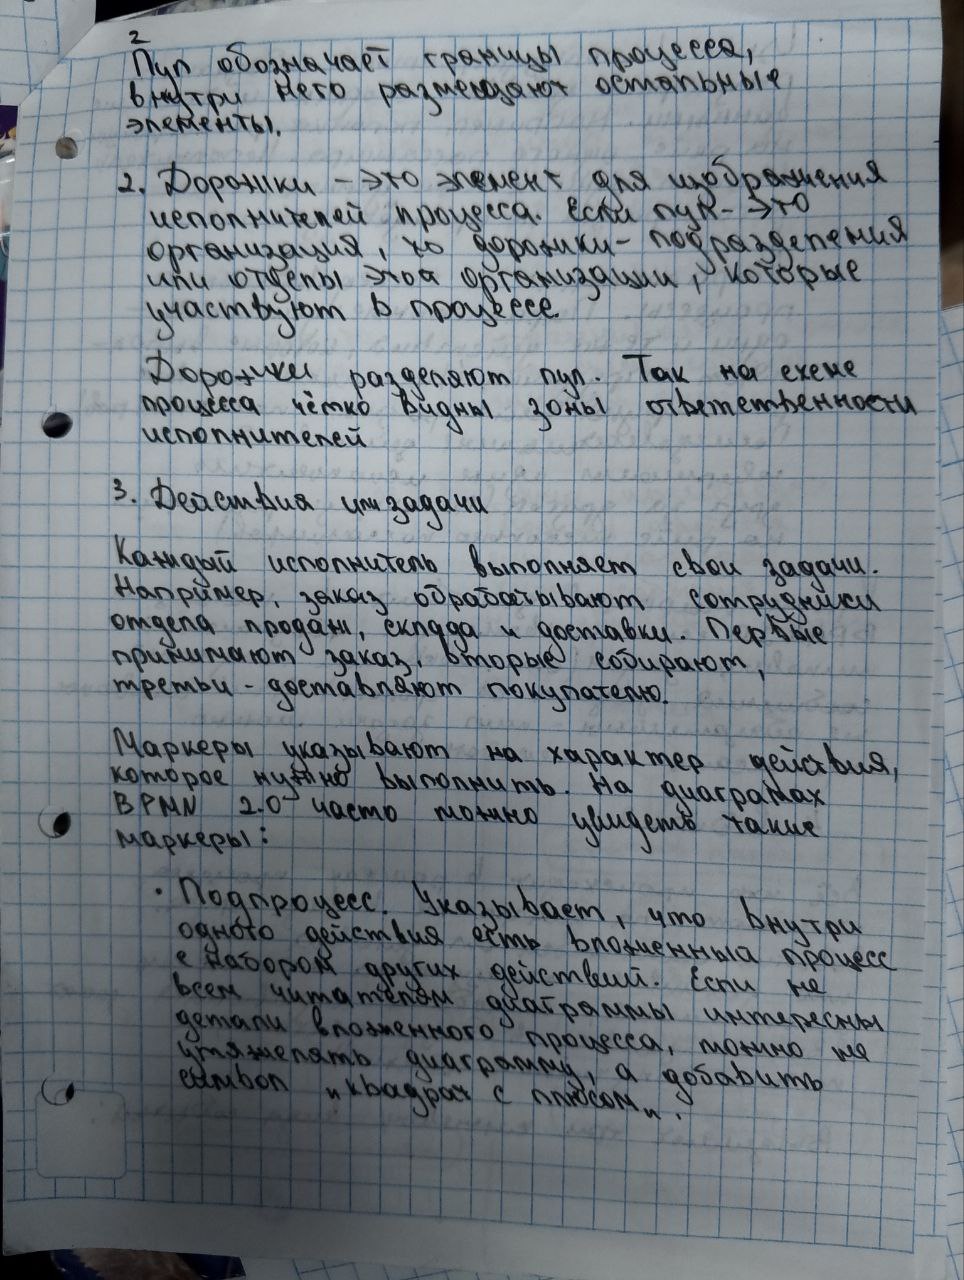 2
Пул обозначает границы процесса,
внутри него размещают остальные
элементы.
2. Дорожки – это элемент для изображения
исполнителей процесса. Если пул – это
организация, то дорожки – подразделения
или отделы этой организации, которые
участвуют в процессе.
Дорожки разделяют пул. Так на схеме
процесса чётко видны зоны ответственности
исполнителей
3. Действия или задачи
Каждый исполнитель выполняет свои задачи.
Например, заказ обрабатывают сотрудники
отдела продаж, склада и доставки. Первые
принимают заказ, вторые собирают,
третьи – доставляют покупателю.
Маркеры указывают на характер действия,
которое нужно выполнить. На диаграмах
BPMN 2.0 часто можно увидеть такие
маркеры:
• Подпроцесс. Указывает, что внутри
одного действия есть вложенный процесс
с набором других действий. Если не
всем читателям диаграммы интересны
детали вложенного процесса, можно не
утяжелять диаграмму, а добавить
символ "квадрат с плюсом".